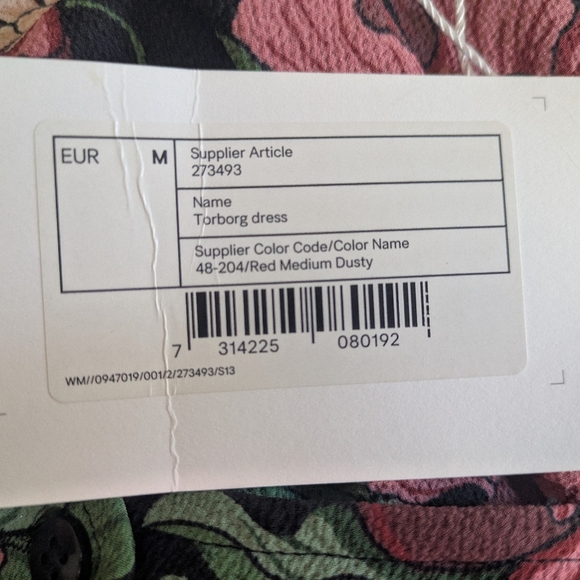 EUR M
Supplier Article
273493
Name
Torborg dress
Supplier Color Code/Color Name
48-204/Red Medium Dusty
7 314225 080192
WM//0947019/001/2/273493/S13